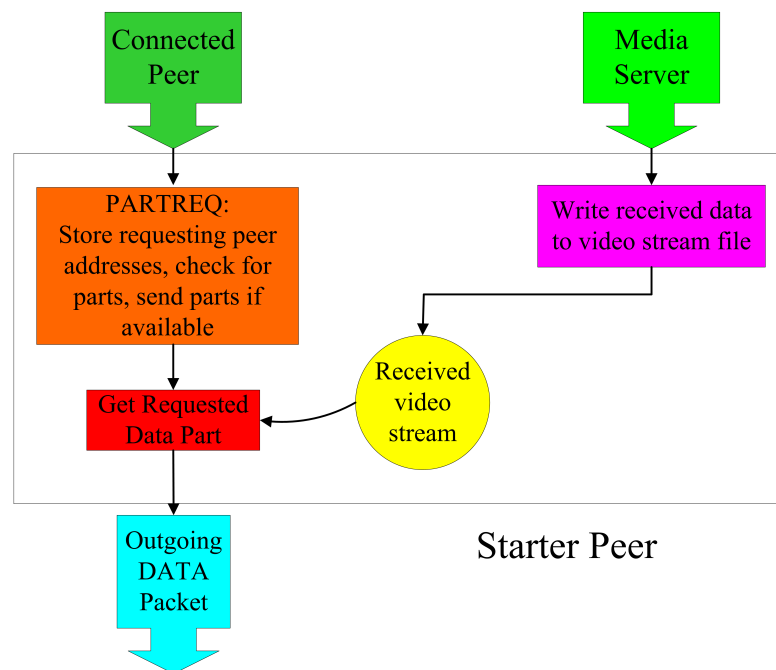 Connected
Peer
Media
Server
PARTREQ:
Store requesting peer
addresses, check for
parts, send parts if
available
Write received data
to video stream file
Received
video
stream
Get Requested
Data Part
Outgoing
DATA
Packet
Starter Peer